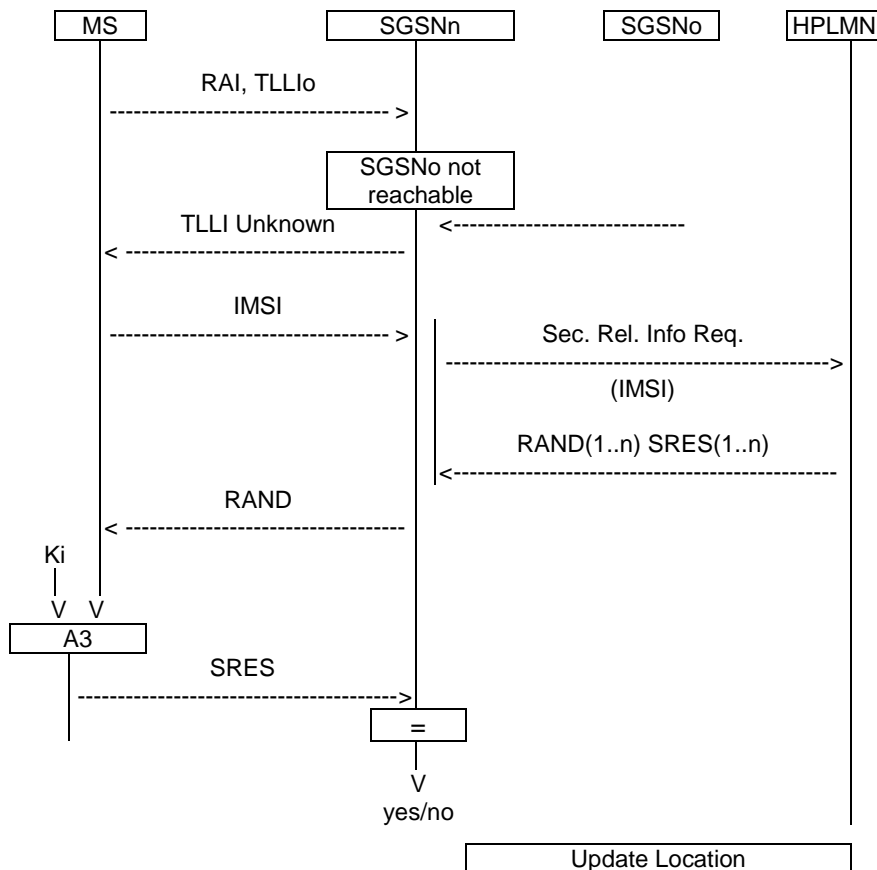 MS SGSNn SGSNo HPLMN
RAI, TLLIo
SGSNo not
reachable
TLLI Unknown
IMSI
Sec. Rel. Info Req.
(IMSI)
RAND(1..n) SRES(1..n)
RAND
Ki
V V
A3
SRES
=
V
yes/no
Update Location